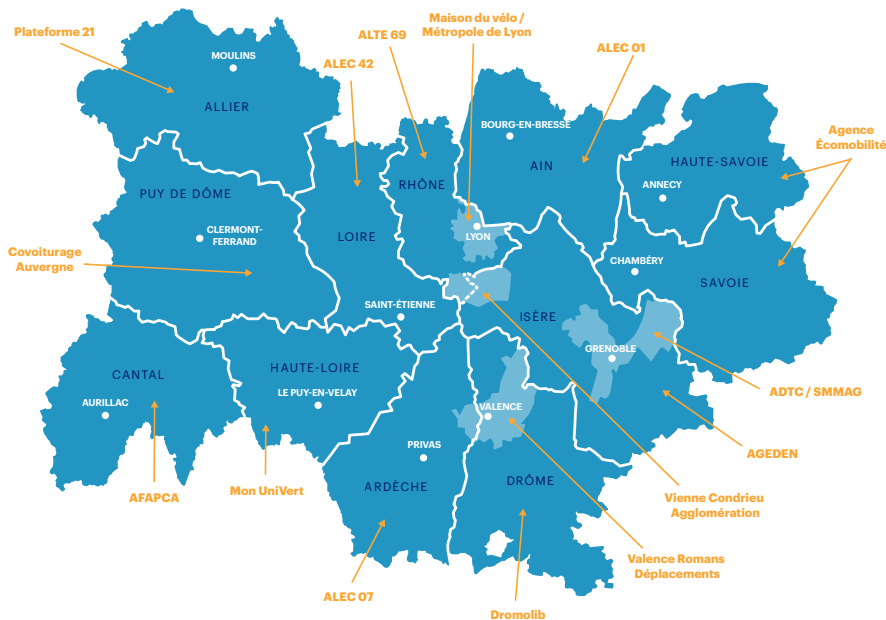 Maison du vélo /
Métropole de Lyon
Plateforme 21
ALTE 69
ALEC 42
ALEC 01
MOULINS
ALLIER
BOURG-EN-BRESSE
AIN
Agence
Écomobilité
HAUTE-SAVOIE
ANNECY
RHÔNE
PUY DE DÔME
CLERMONT-
FERRAND
LOIRE
LYON
Covoiturage
Auvergne
CHAMBÉRY
SAVOIE
SAINT-ÉTIENNE
ISÈRE
GRENOBLE
CANTAL
AURILLAC
HAUTE-LOIRE
LE PUY-EN-VELAY
VALENCE
ADTC / SMMAG
PRIVAS
ARDÈCHE
DRÔME
AGEDEN
AFAPCA
Mon UniVert
Vienne Condrieu
Agglomération
Valence Romans
Déplacements
ALEC 07
Dromolib